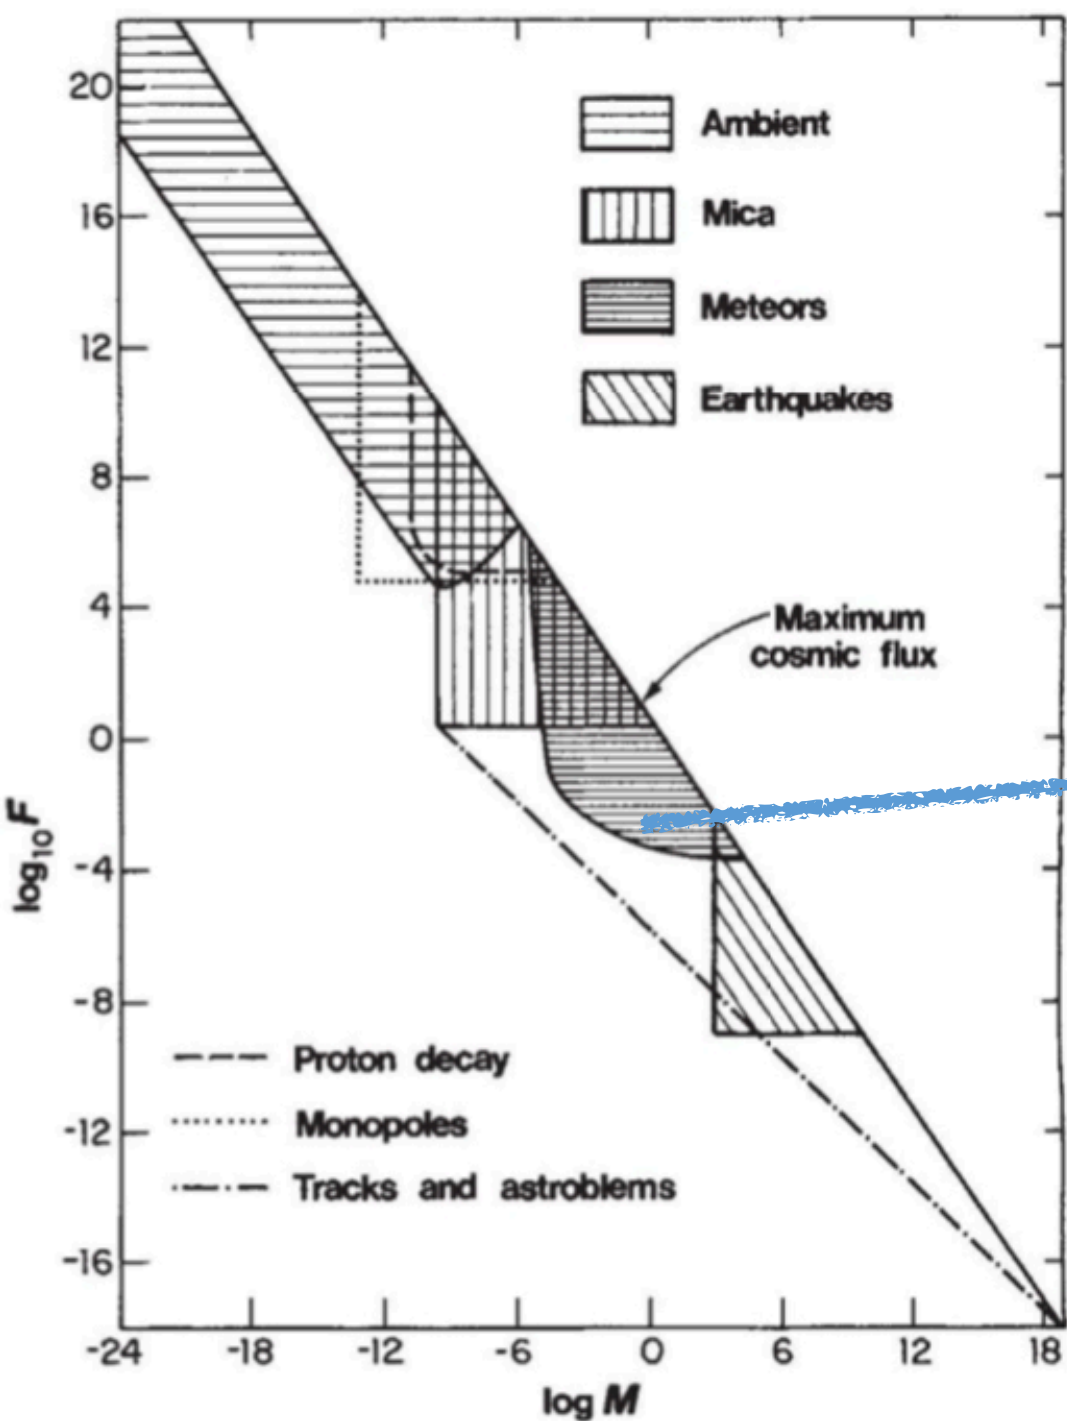 20
16
12
8
4
0
-4
-8
-12
-16
log₁₀F
Ambient
Mica
Meteors
Earthquakes
Maximum
cosmic flux
Proton decay
Monopoles
Tracks and astroblems
-24 -18 -12 -6 0 6 12 18
log M